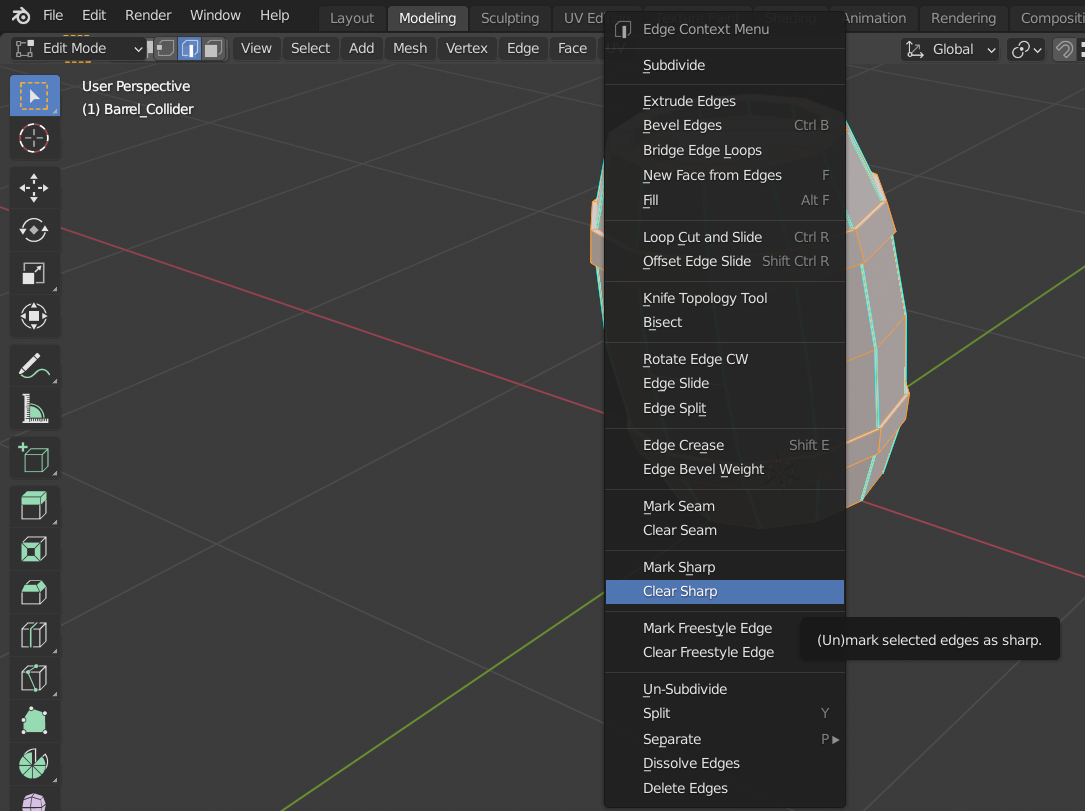 File Edit Render Window Help Layout Modeling Sculpting UV Ed Animation Rendering Compositi
Edit Mode View Select Add Mesh Vertex Edge Face UV Global
User Perspective
(1) Barrel_Collider
Edge Context Menu
Subdivide
Extrude Edges
Bevel Edges Ctrl B
Bridge Edge Loops
New Face from Edges F
Fill Alt F
Loop Cut and Slide Ctrl R
Offset Edge Slide Shift Ctrl R
Knife Topology Tool
Bisect
Rotate Edge CW
Edge Slide
Edge Split
Edge Crease Shift E
Edge Bevel Weight
Mark Seam
Clear Seam
Mark Sharp
Clear Sharp
Mark Freestyle Edge
(Un)mark selected edges as sharp.
Clear Freestyle Edge
Un-Subdivide
Split Y
Separate P
Dissolve Edges
Delete Edges